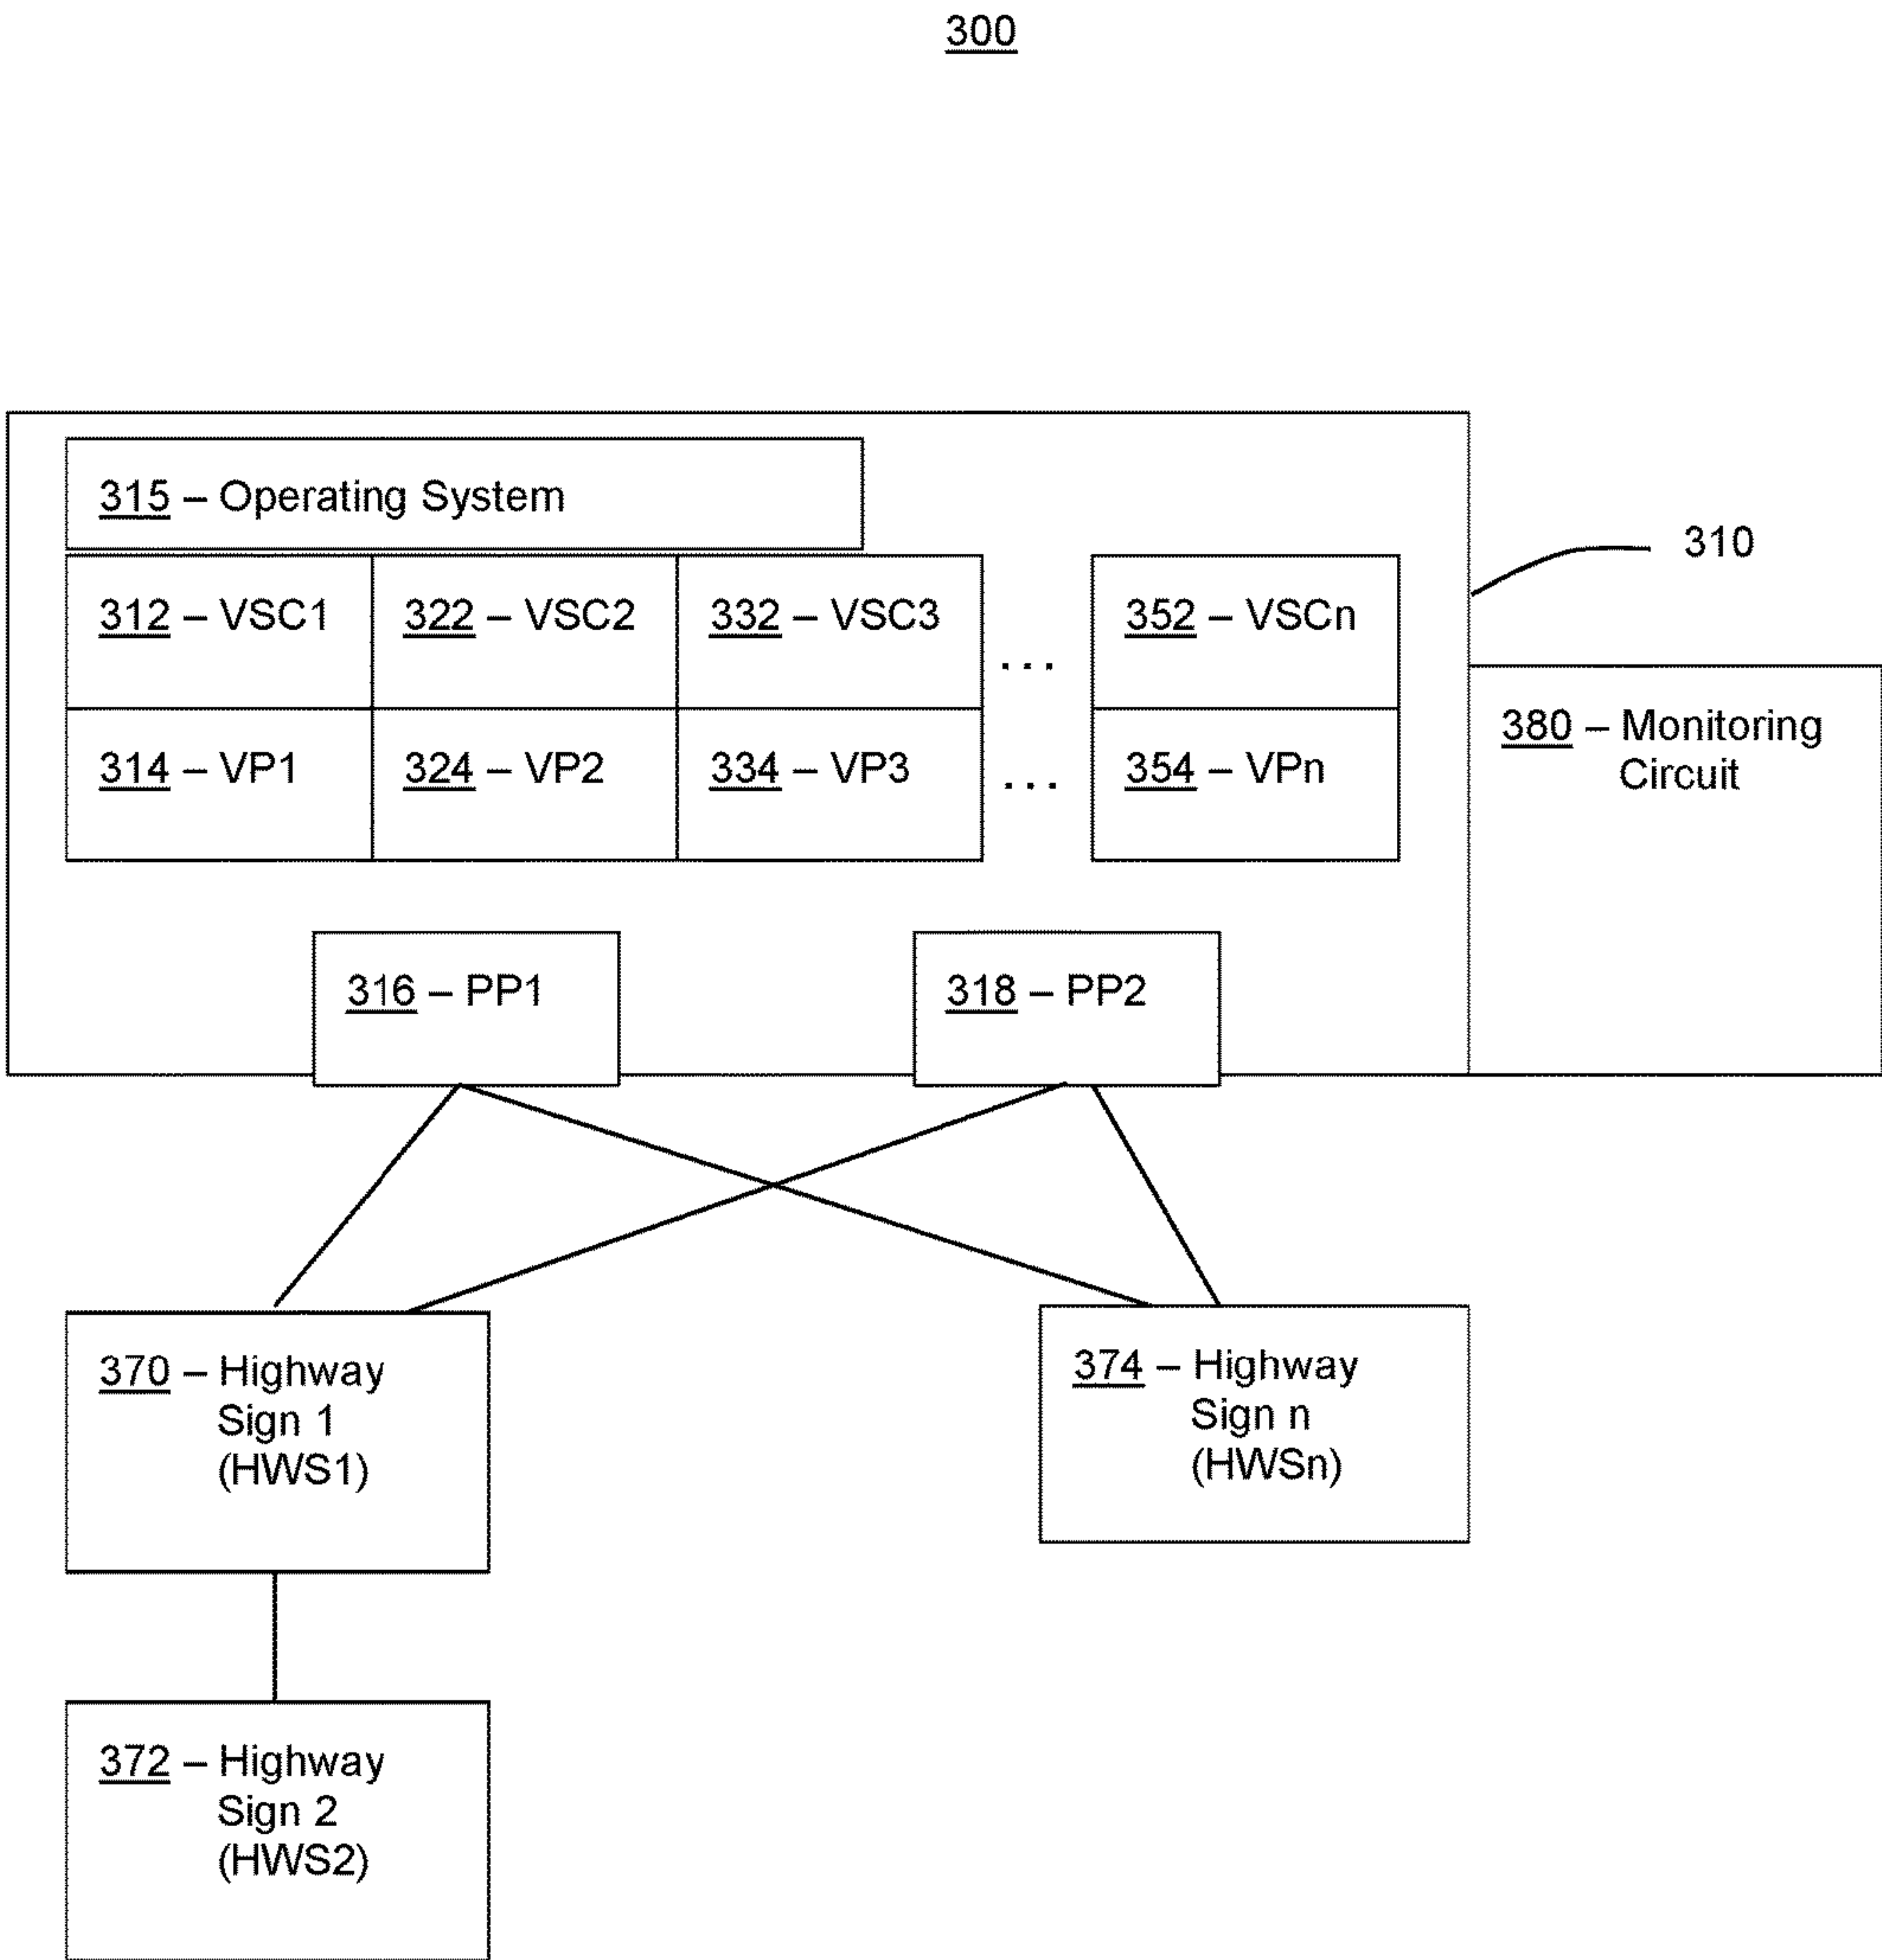 300
315 – Operating System
310
312 – VSC1
322 – VSC2
332 – VSC3
...
352 – VSCn
314 – VP1
324 – VP2
334 – VP3
...
354 – VPn
380 – Monitoring
Circuit
316 – PP1
318 – PP2
370 – Highway
Sign 1
(HWS1)
374 – Highway
Sign n
(HWSn)
372 – Highway
Sign 2
(HWS2)